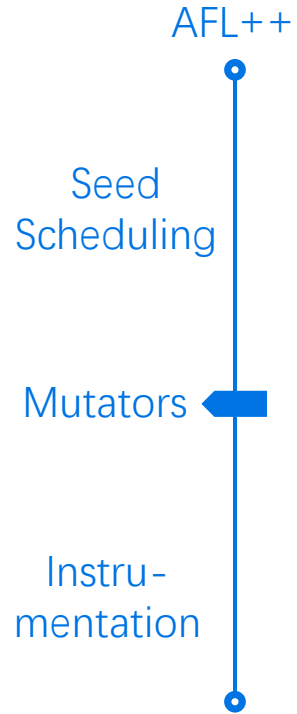 AFL++
Seed
Scheduling
Mutators
Instru-
mentation